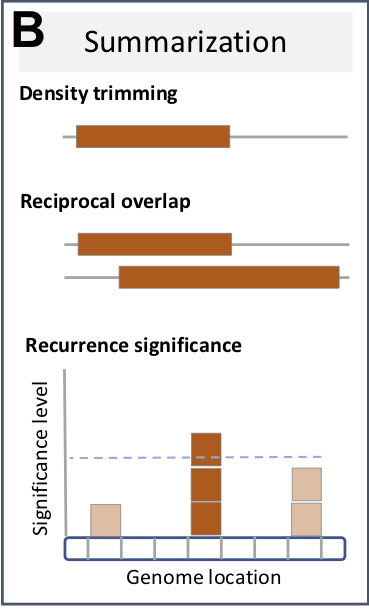 B
Summarization
Density trimming
Reciprocal overlap
Recurrence significance
Significance level
Genome location